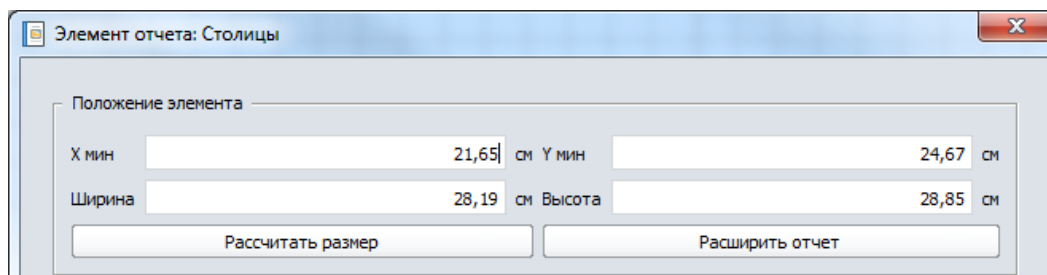 Элемент отчета: Столицы
Положение элемента
X мин 21,65 см Y мин 24,67 см
Ширина 28,19 см Высота 28,85 см
Рассчитать размер Расширить отчет